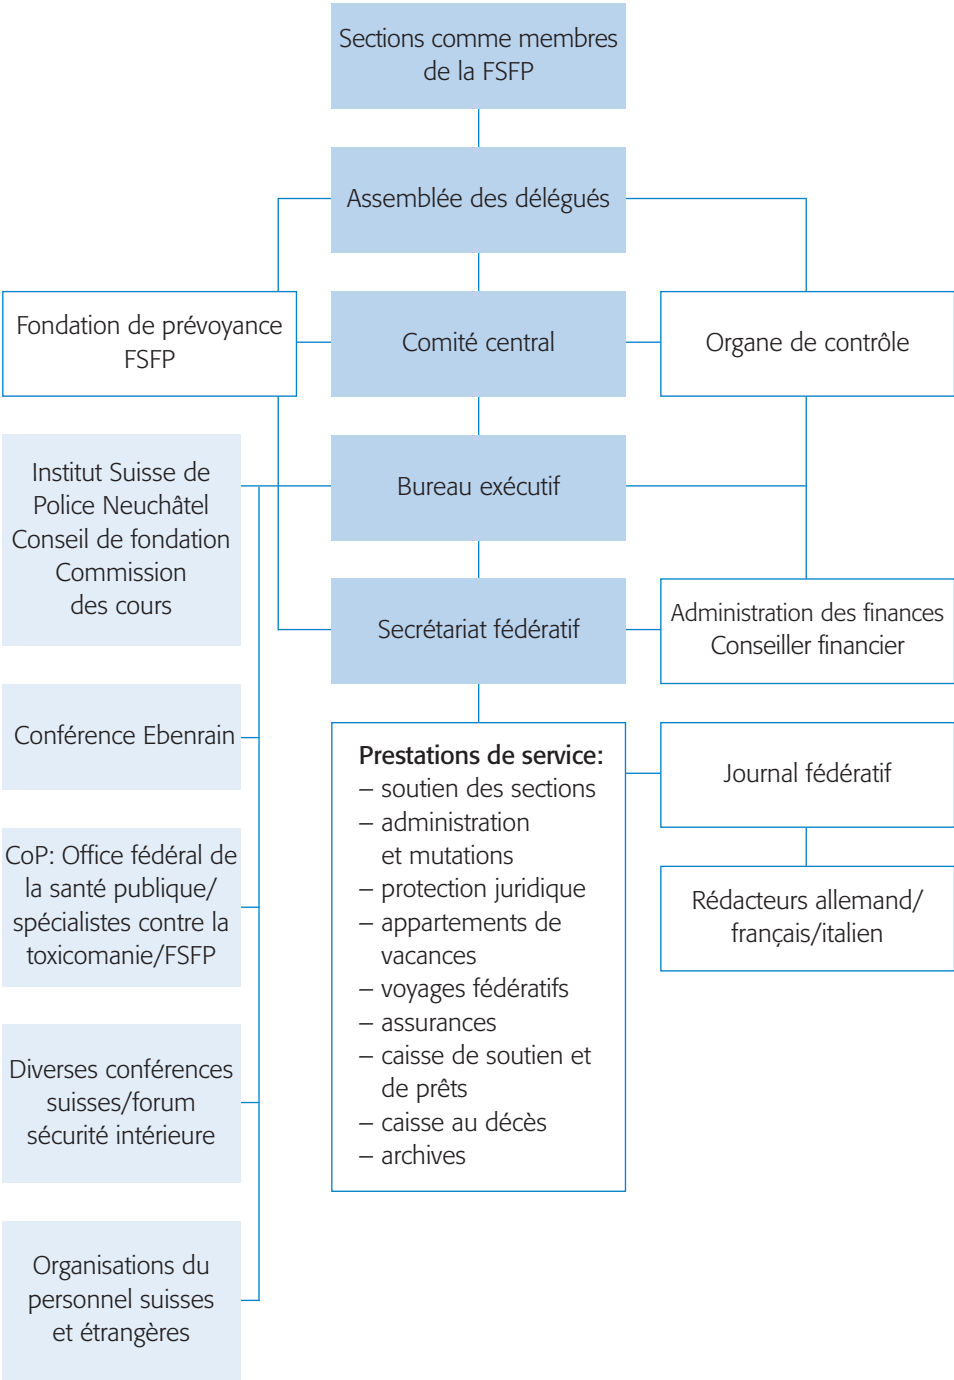 Sections comme membres
de la FSFP
Assemblée des délégués
Fondation de prévoyance
FSFP
Comité central
Organe de contrôle
Institut Suisse de
Police Neuchâtel
Conseil de fondation
Commission
des cours
Bureau exécutif
Secrétariat fédératif
Administration des finances
Conseiller financier
Conférence Ebenrain
Prestations de service:
– soutien des sections
– administration
et mutations
– protection juridique
– appartements de
vacances
– voyages fédératifs
– assurances
– caisse de soutien et
de prêts
– caisse au décès
– archives
Journal fédératif
Rédacteurs allemand/
français/italien
CoP: Office fédéral de
la santé publique/
spécialistes contre la
toxicomanie/FSFP
Diverses conférences
suisses/forum
sécurité intérieure
Organisations du
personnel suisses
et étrangères